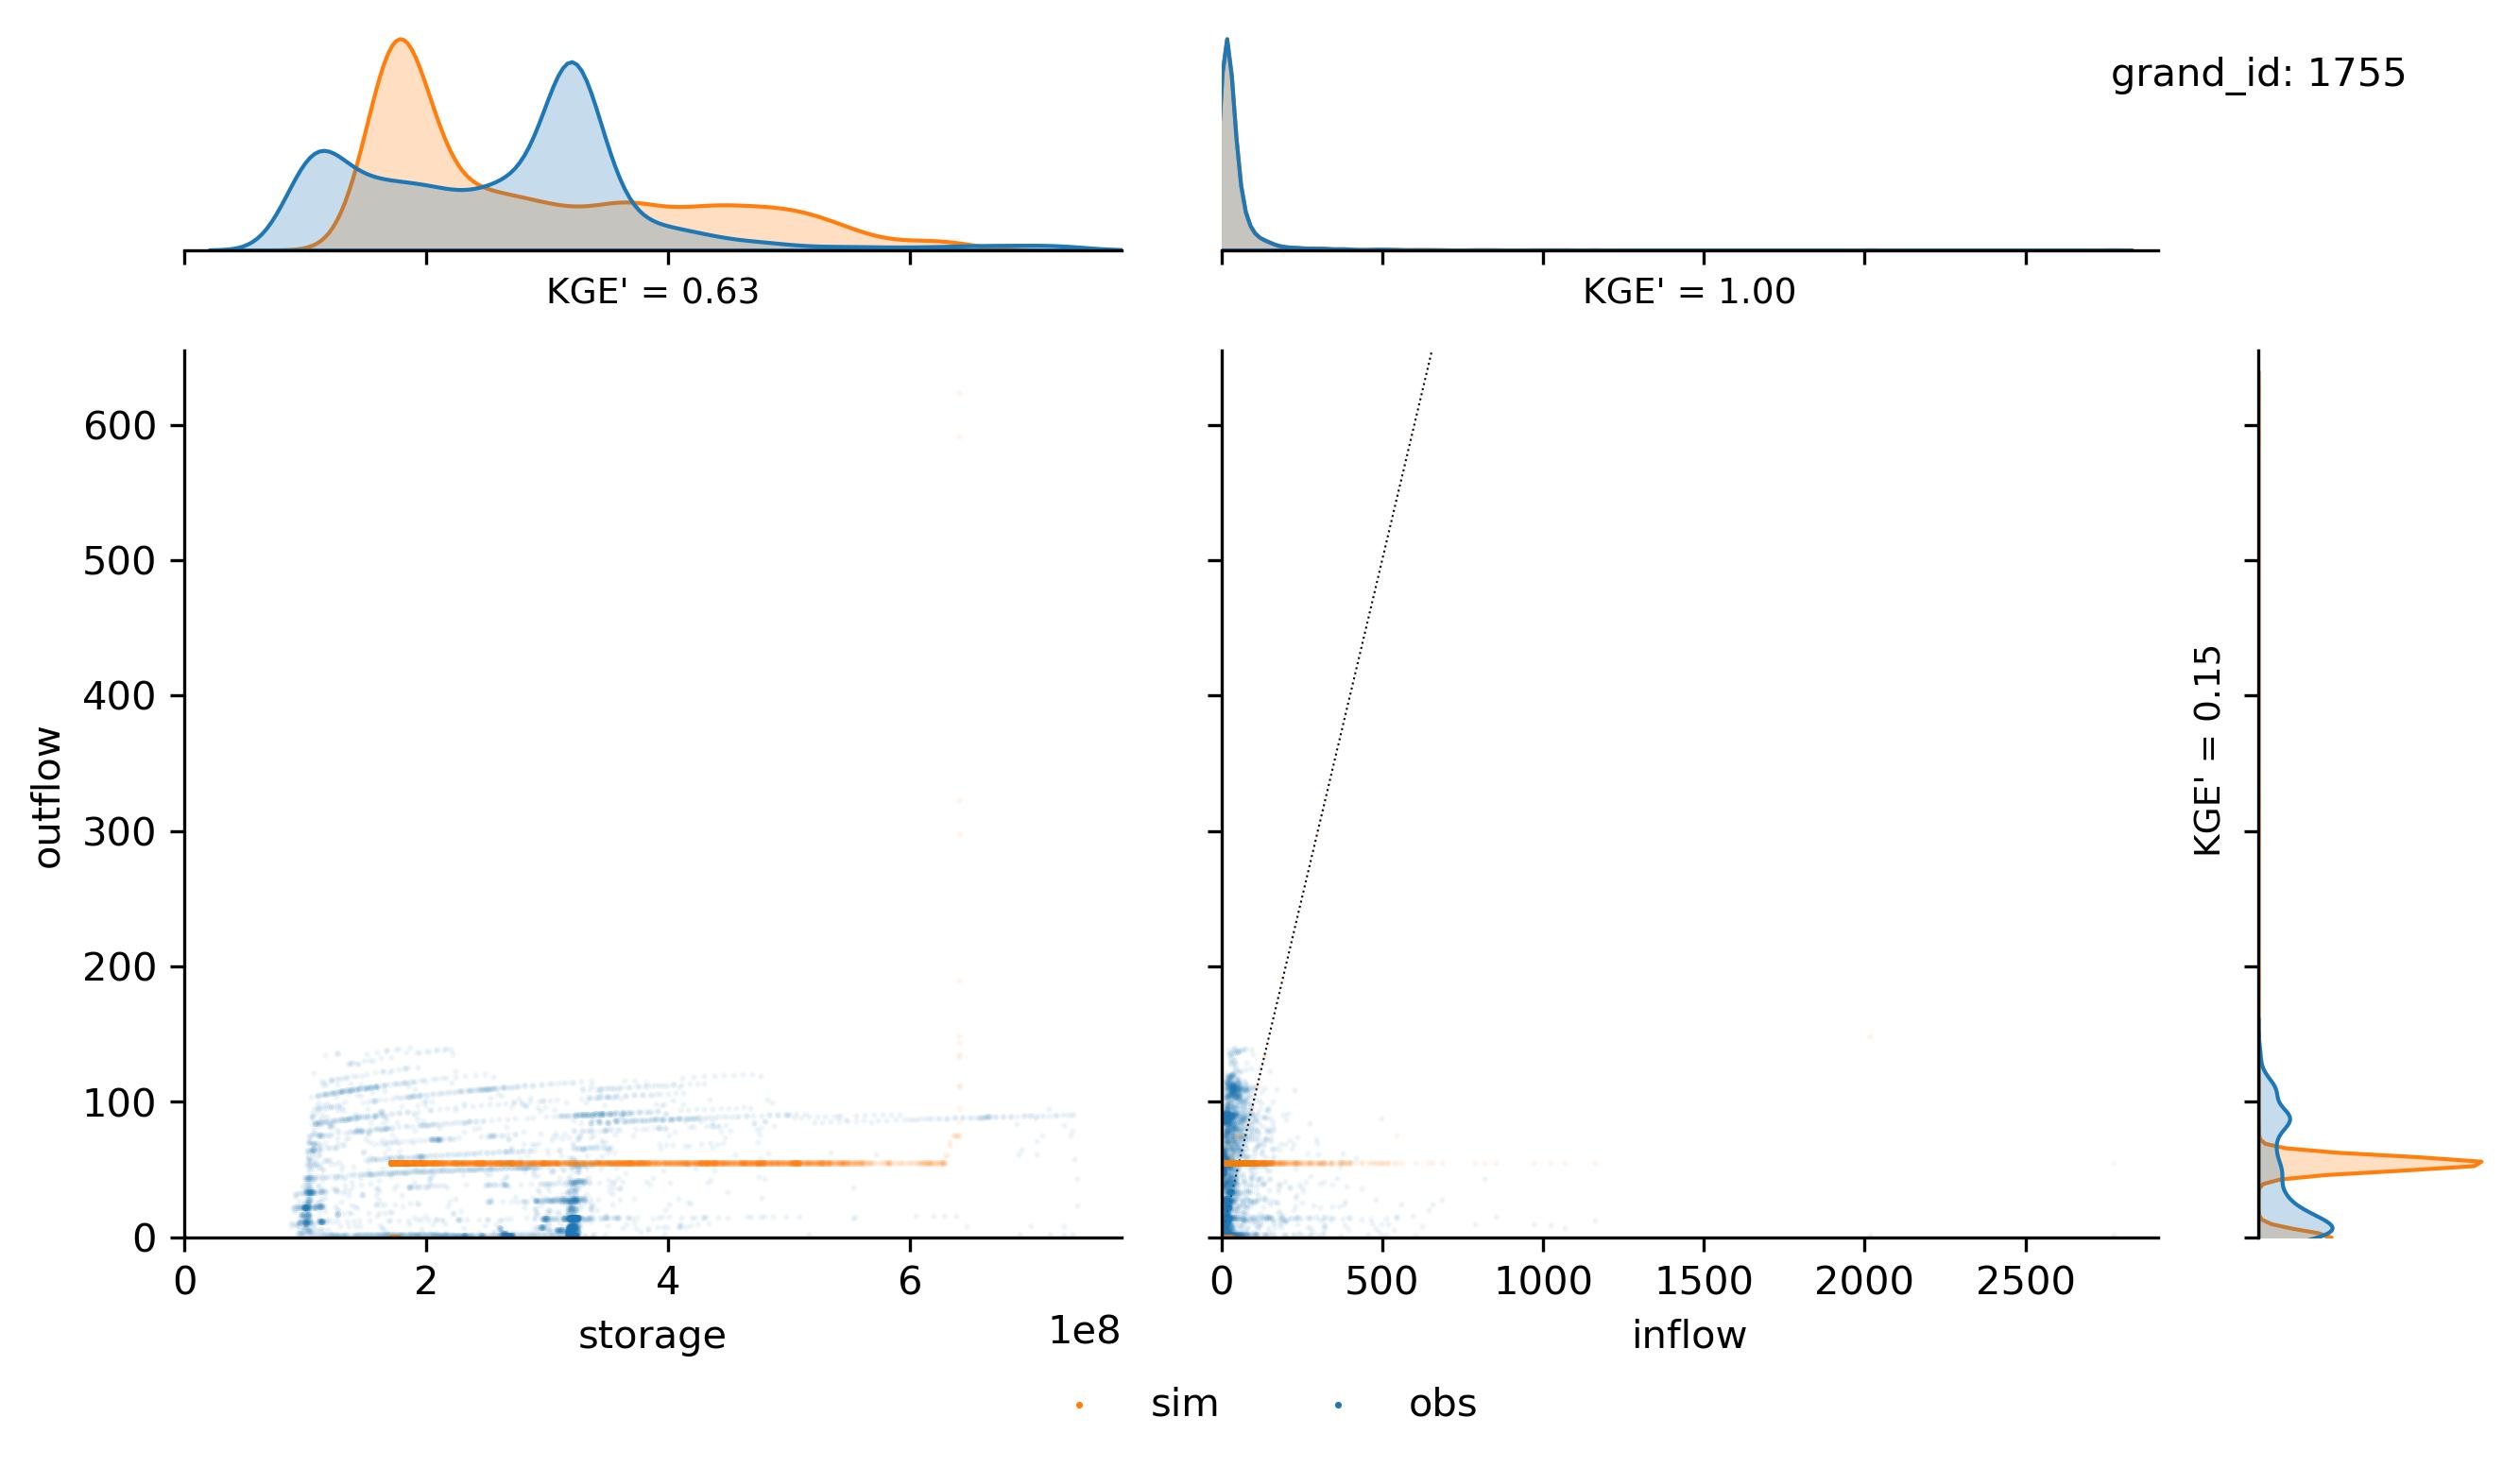 grand_id: 1755
KGE' = 0.63
KGE' = 1.00
600
500
400
300
200
100
0
outflow
KGE' = 0.15
0 2 4 6
0 500 1000 1500 2000 2500
storage
1e8
inflow
sim
obs